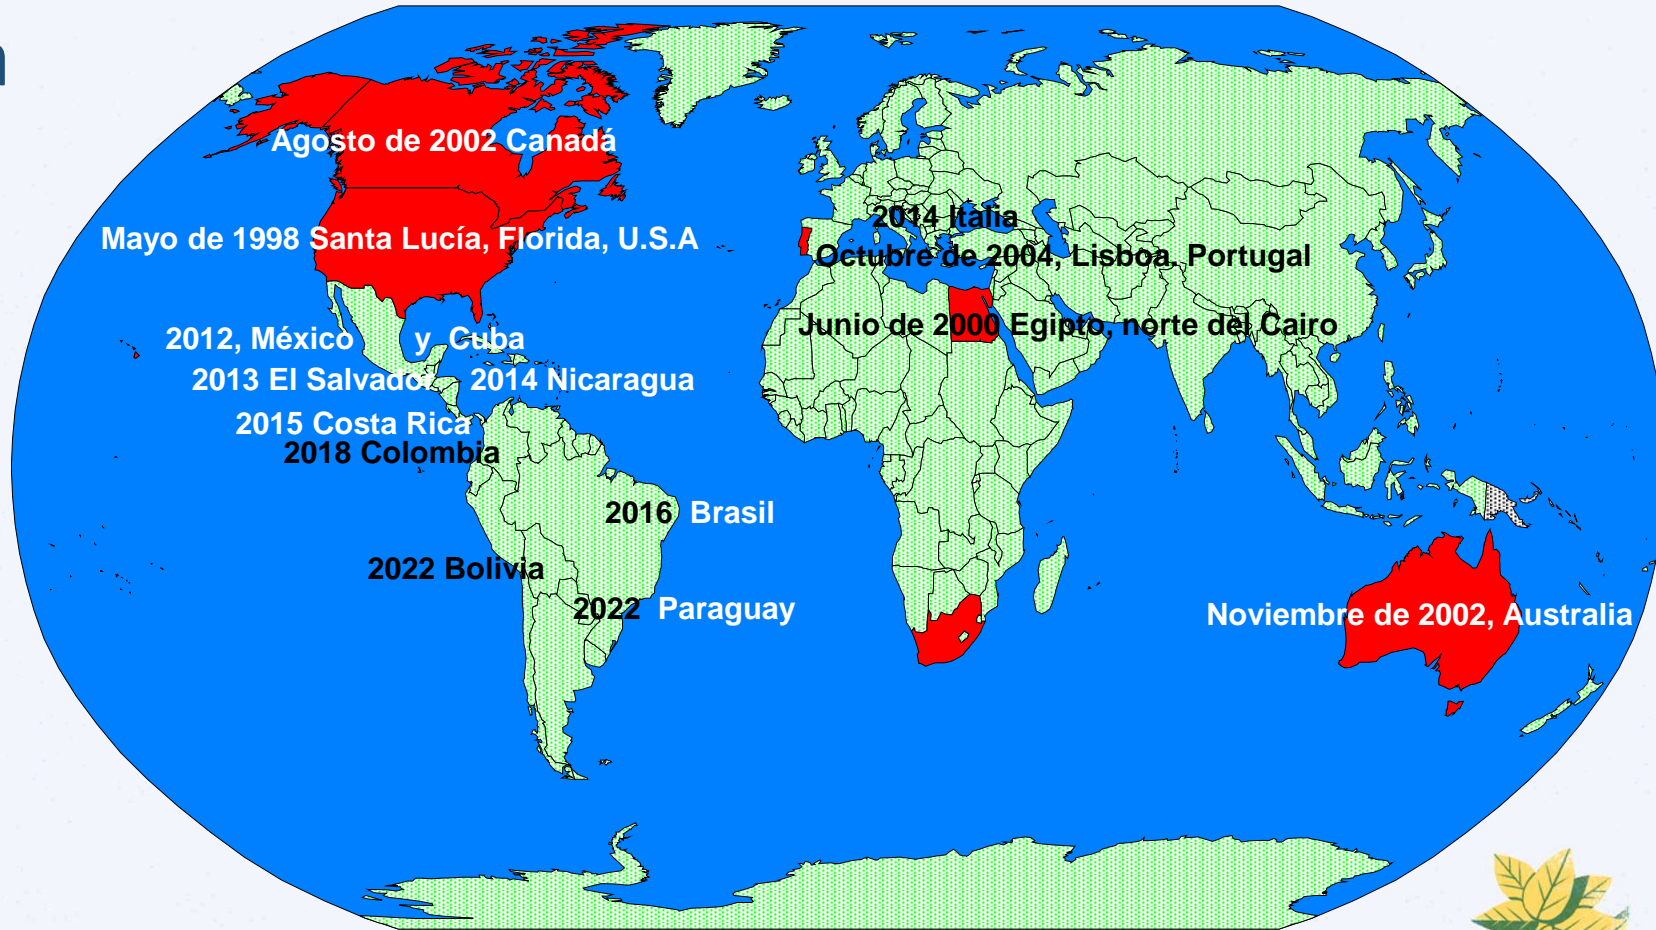 Agosto de 2002 Canadá
2014 Italia
Mayo de 1998 Santa Lucía, Florida, U.S.A
Octubre de 2004, Lisboa. Portugal
Junio de 2000 Egipto, norte del Cairo
2012, México y Cuba
2013 El Salvador 2014 Nicaragua
2015 Costa Rica
2018 Colombia
2016 Brasil
2022 Bolivia
2022 Paraguay
Noviembre de 2002, Australia